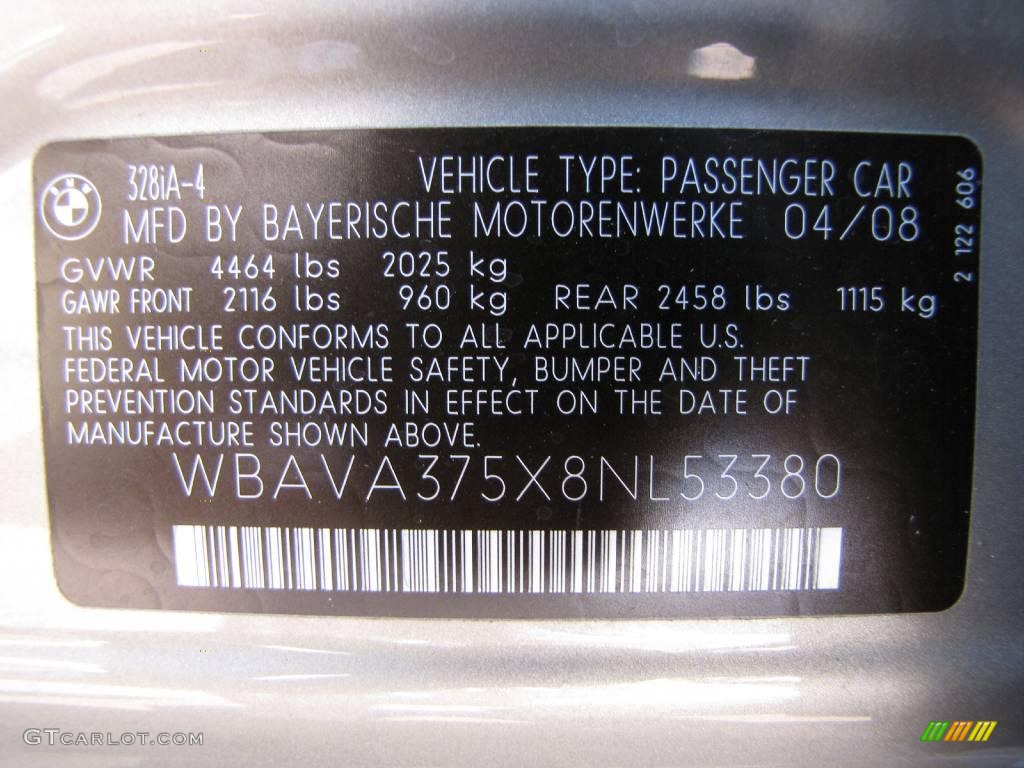 BMW
328iA-4 VEHICLE TYPE: PASSENGER CAR
MFD BY BAYERISCHE MOTORENWERKE 04/08
GVWR 4464 lbs 2025 kg
GAWR FRONT 2116 lbs 960 kg REAR 2458 lbs 1115 kg
THIS VEHICLE CONFORMS TO ALL APPLICABLE U.S.
FEDERAL MOTOR VEHICLE SAFETY, BUMPER AND THEFT
PREVENTION STANDARDS IN EFFECT ON THE DATE OF
MANUFACTURE SHOWN ABOVE.
WBAVA375X8NL53380
2 122 606
GTCARLOT.COM